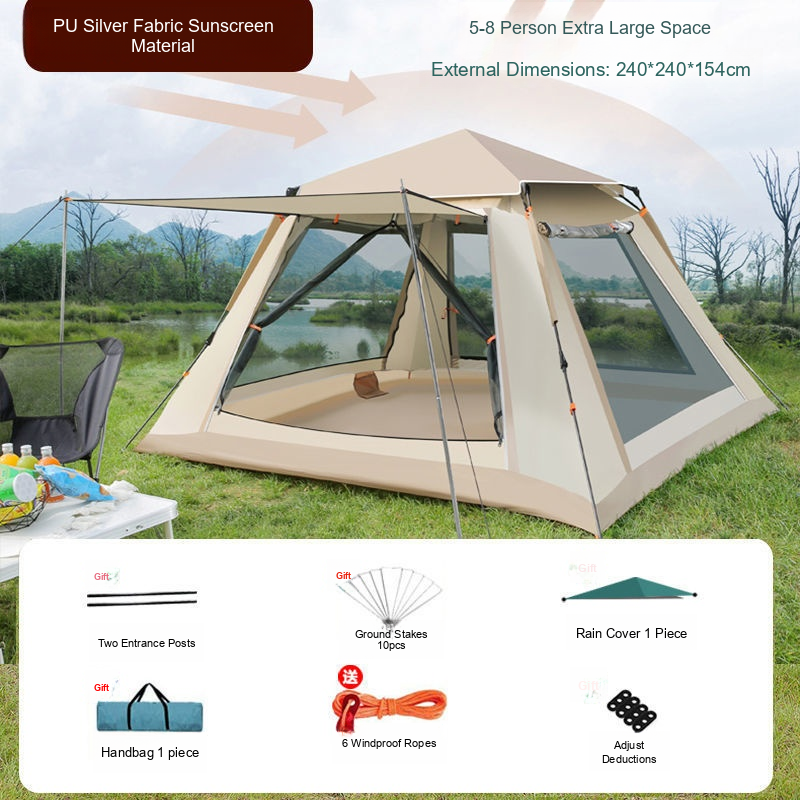 PU Silver Fabric Sunscreen
Material
5-8 Person Extra Large Space
External Dimensions: 240*240*154cm
Gift
Two Entrance Posts
Gift
Ground Stakes
10pcs
Gift
Rain Cover 1 Piece
Gift
Handbag 1 piece
送
6 Windproof Ropes
Gift
Adjust
Deductions